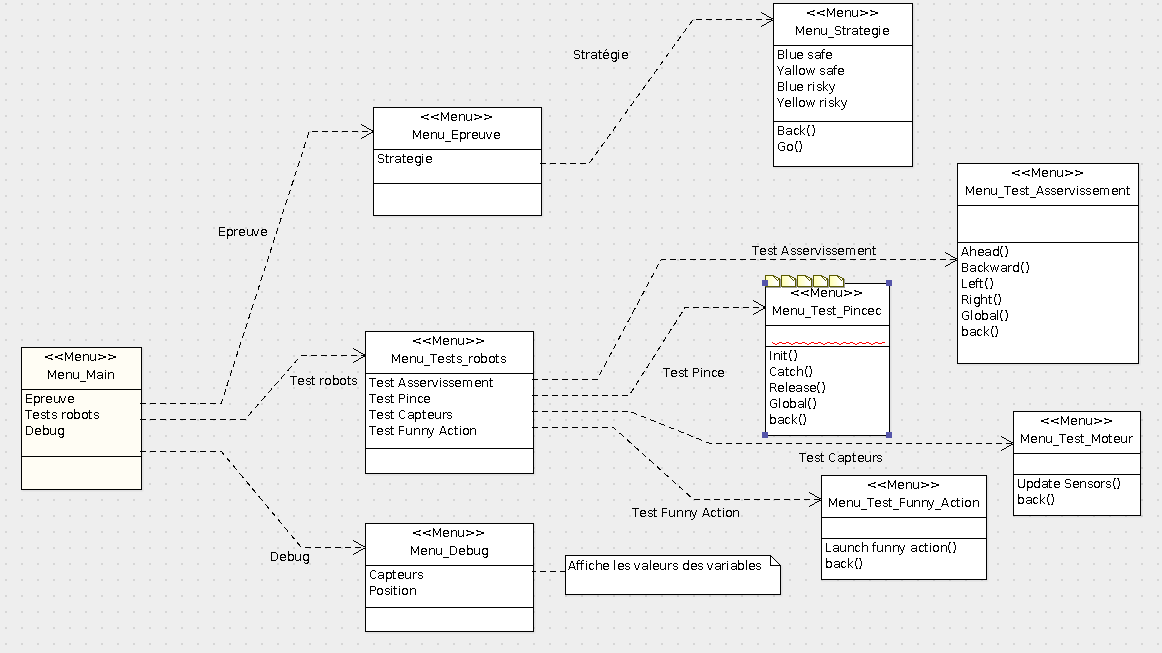 <<Menu>>
Menu_Strategie
Blue safe
Yallow safe
Blue risky
Yellow risky
Back()
Go()
Stratégie
<<Menu>>
Menu_Epreuve
Strategie
Epreuve
<<Menu>>
Menu_Test_Asservissement
Ahead()
Backward()
Left()
Right()
Global()
back()
Test Asservissement
<<Menu>>
Menu_Test_Pincec
Init()
Catch()
Release()
Global()
back()
Test Pince
<<Menu>>
Menu_Tests_robots
Test Asservissement
Test Pince
Test Capteurs
Test Funny Action
Test robots
<<Menu>>
Menu_Main
Epreuve
Tests robots
Debug
<<Menu>>
Menu_Test_Moteur
Update Sensors()
back()
Test Capteurs
<<Menu>>
Menu_Test_Funny_Action
Launch funny action()
back()
Test Funny Action
Debug
<<Menu>>
Menu_Debug
Capteurs
Position
Affiche les valeurs des variables